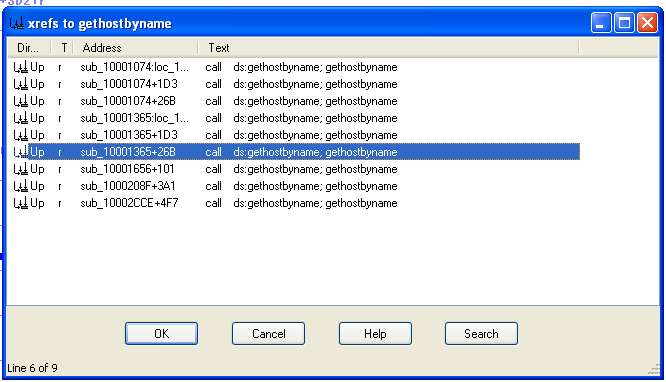 xrefs to gethostbyname
Dir... T Address Text
Up r sub_10001074:loc_1... call ds:gethostbyname; gethostbyname
Up r sub_10001074+1D3 call ds:gethostbyname; gethostbyname
Up r sub_10001074+26B call ds:gethostbyname; gethostbyname
Up r sub_10001365:loc_1... call ds:gethostbyname; gethostbyname
Up r sub_10001365+1D3 call ds:gethostbyname; gethostbyname
Up r sub_10001365+26B call ds:gethostbyname; gethostbyname
Up r sub_10001656+101 call ds:gethostbyname; gethostbyname
Up r sub_1000208F+3A1 call ds:gethostbyname; gethostbyname
Up r sub_10002CCE+4F7 call ds:gethostbyname; gethostbyname
OK Cancel Help Search
Line 6 of 9